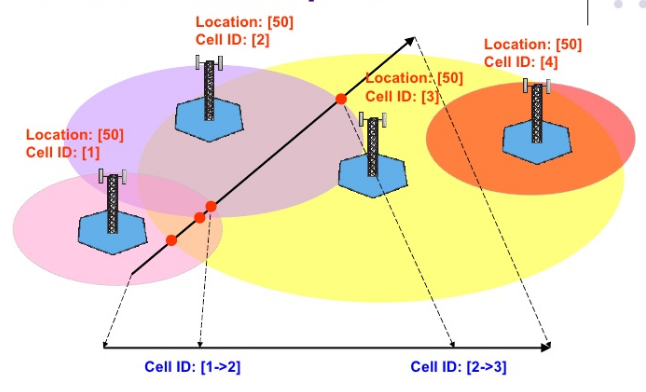 Location: [50]
Cell ID: [2]
Location: [50]
Cell ID: [4]
Location: [50]
Cell ID: [3]
Location: [50]
Cell ID: [1]
Cell ID: [1->2]
Cell ID: [2->3]